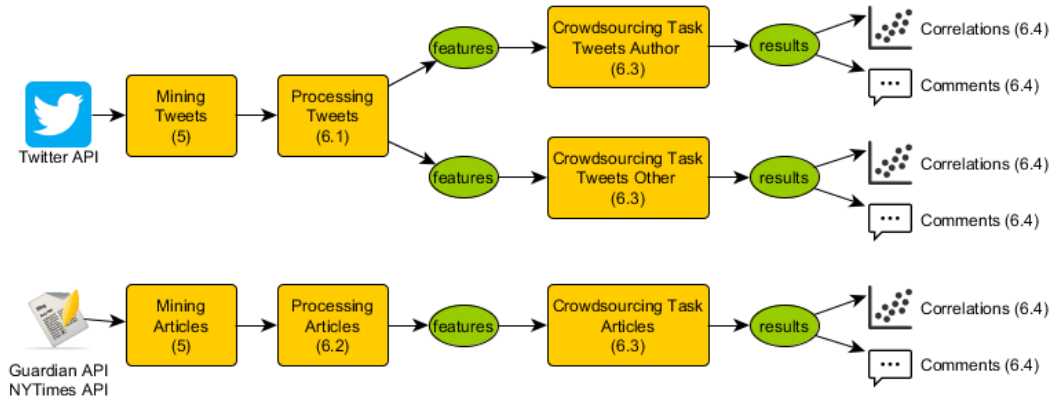 Twitter API
Mining
Tweets
(5)
Processing
Tweets
(6.1)
features
Crowdsourcing Task
Tweets Author
(6.3)
results
Correlations (6.4)
Comments (6.4)
features
Crowdsourcing Task
Tweets Other
(6.3)
results
Correlations (6.4)
Comments (6.4)
Guardian API
NYTimes API
Mining
Articles
(5)
Processing
Articles
(6.2)
features
Crowdsourcing Task
Articles
(6.3)
results
Correlations (6.4)
Comments (6.4)